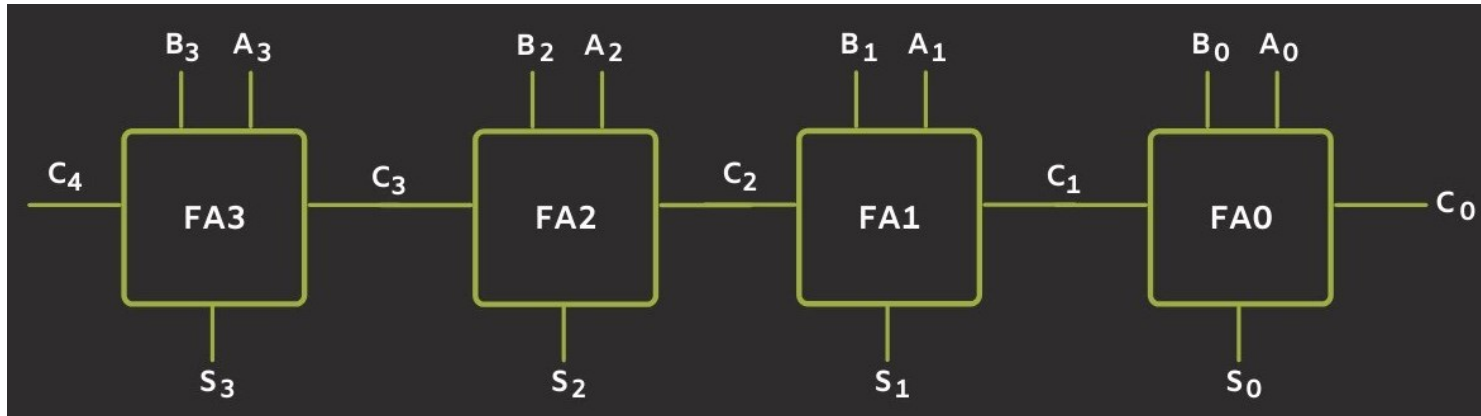 B₃ A₃ B₂ A₂ B₁ A₁ B₀ A₀
C₄ C₃ C₂ C₁ C₀
FA3 FA2 FA1 FA0
S₃ S₂ S₁ S₀